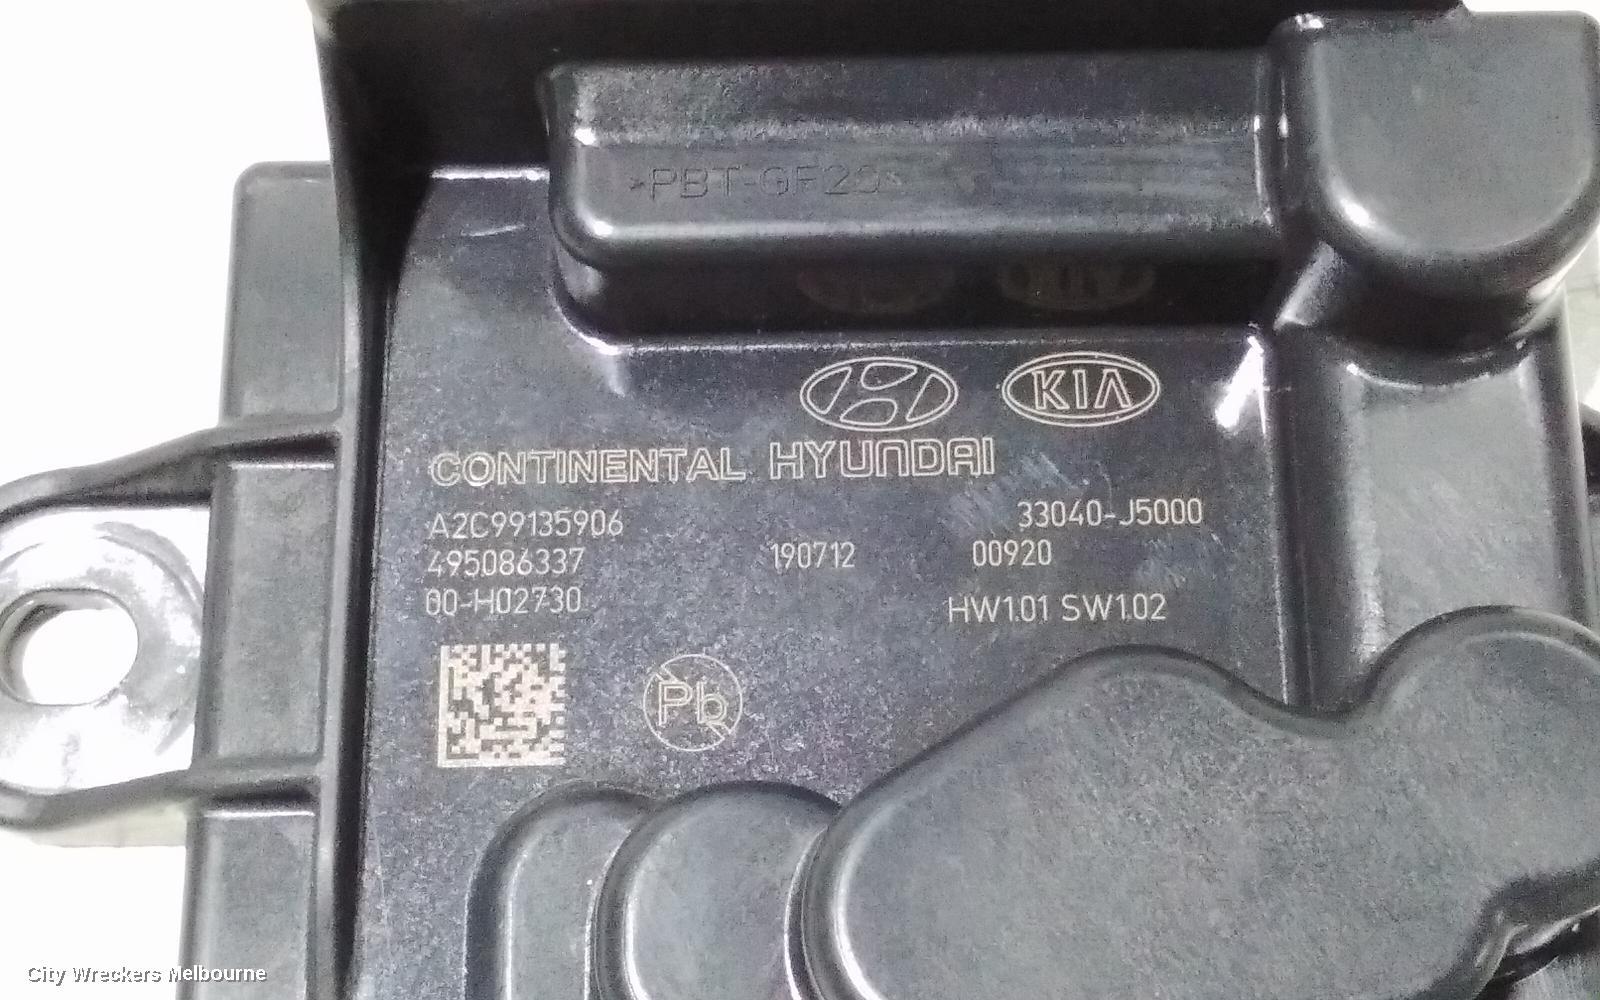 >PBT-GF20<
KIA
CONTINENTAL HYUNDAI
A2C99135906 33040-J5000
495086337 190712 00920
00-H02730 HW1.01 SW1.02
Pb
City Wreckers Melbourne